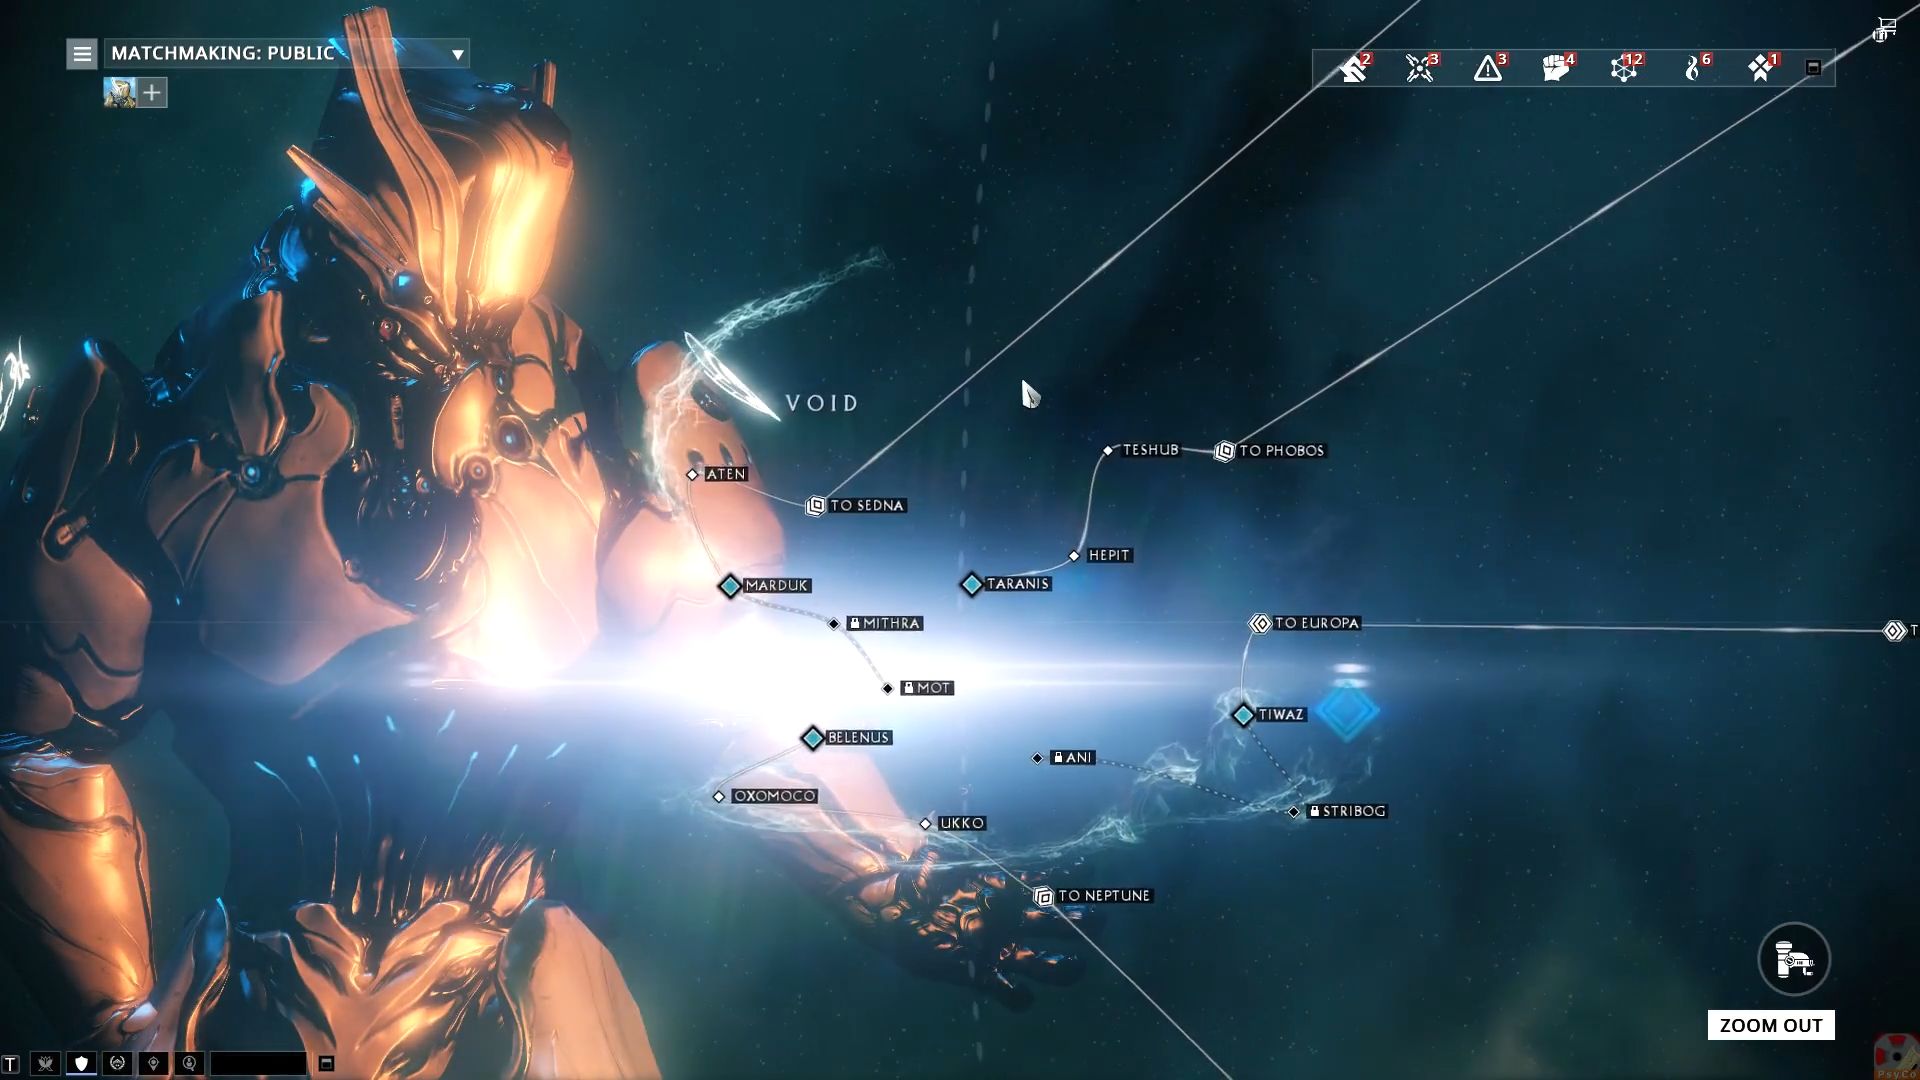 MATCHMAKING: PUBLIC
2
3
3
4
12
6
1
VOID
TESHUB
TO PHOBOS
ATEN
TO SEDNA
HEPIT
MARDUK
TARANIS
MITHRA
TO EUROPA
T
MOT
TIWAZ
BELENUS
ANI
OXOMOCO
STRIBOG
UKKO
TO NEPTUNE
ZOOM OUT
T
PsyCo